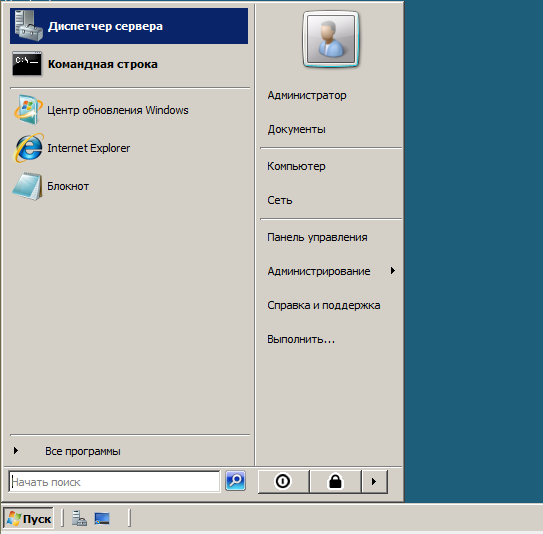 Диспетчер сервера
Командная строка
Центр обновления Windows
Internet Explorer
Блокнот
Все программы
Начать поиск
Администратор
Документы
Компьютер
Сеть
Панель управления
Администрирование
Справка и поддержка
Выполнить...
Пуск